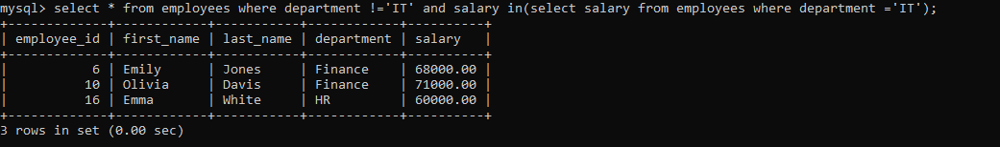 mysql> select * from employees where department !='IT' and salary in(select salary from employees where department ='IT');
+-------------+------------+-----------+------------+----------+
| employee_id | first_name | last_name | department | salary   |
+-------------+------------+-----------+------------+----------+
|           6 | Emily      | Jones     | Finance    | 68000.00 |
|          10 | Olivia     | Davis     | Finance    | 71000.00 |
|          16 | Emma       | White     | HR         | 60000.00 |
+-------------+------------+-----------+------------+----------+
3 rows in set (0.00 sec)